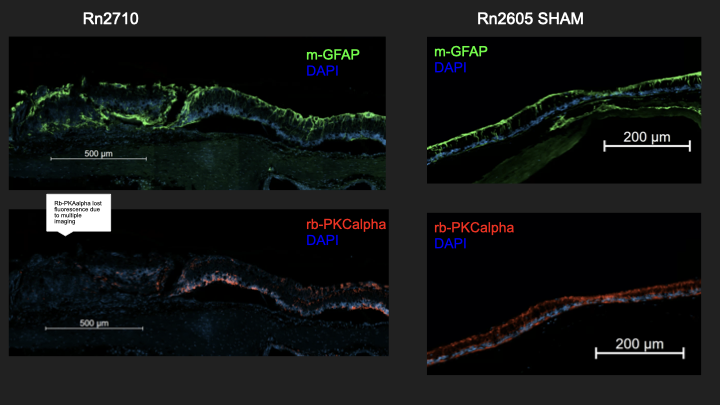 Rn2710
Rn2605 SHAM
m-GFAP
DAPI
500 µm
m-GFAP
DAPI
200 µm
Rb-PKAalpha lost
fluorescence due
to multiple
imaging
rb-PKCalpha
DAPI
500 µm
rb-PKCalpha
DAPI
200 µm